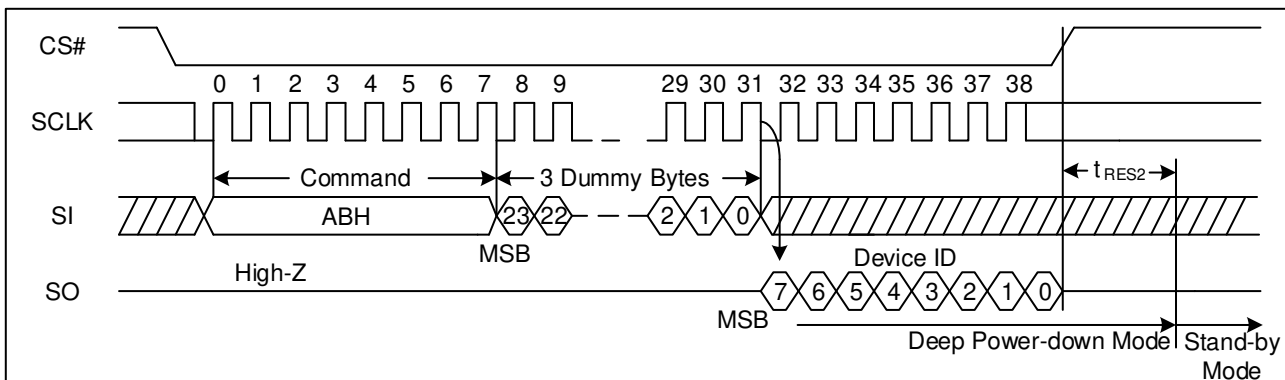 CS#
0 1 2 3 4 5 6 7 8 9 29 30 31 32 33 34 35 36 37 38
SCLK
Command 3 Dummy Bytes tRES2
SI ABH 23 22 2 1 0
MSB
High-Z Device ID
SO 7 6 5 4 3 2 1 0
MSB
Deep Power-down Mode Stand-by
Mode